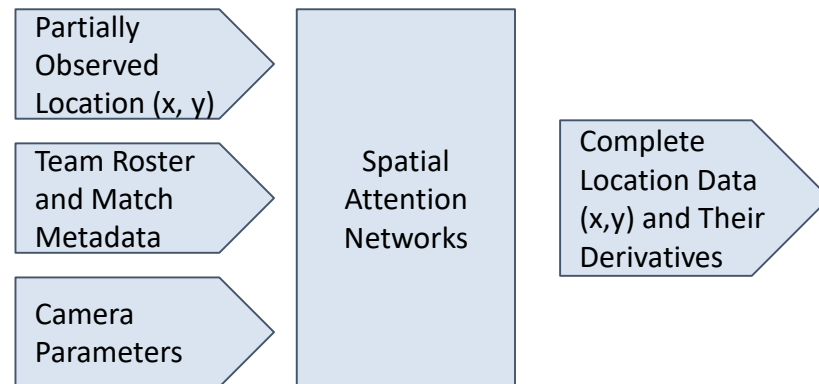 Partially
Observed
Location (x, y)
Team Roster
and Match
Metadata
Camera
Parameters
Spatial
Attention
Networks
Complete
Location Data
(x,y) and Their
Derivatives